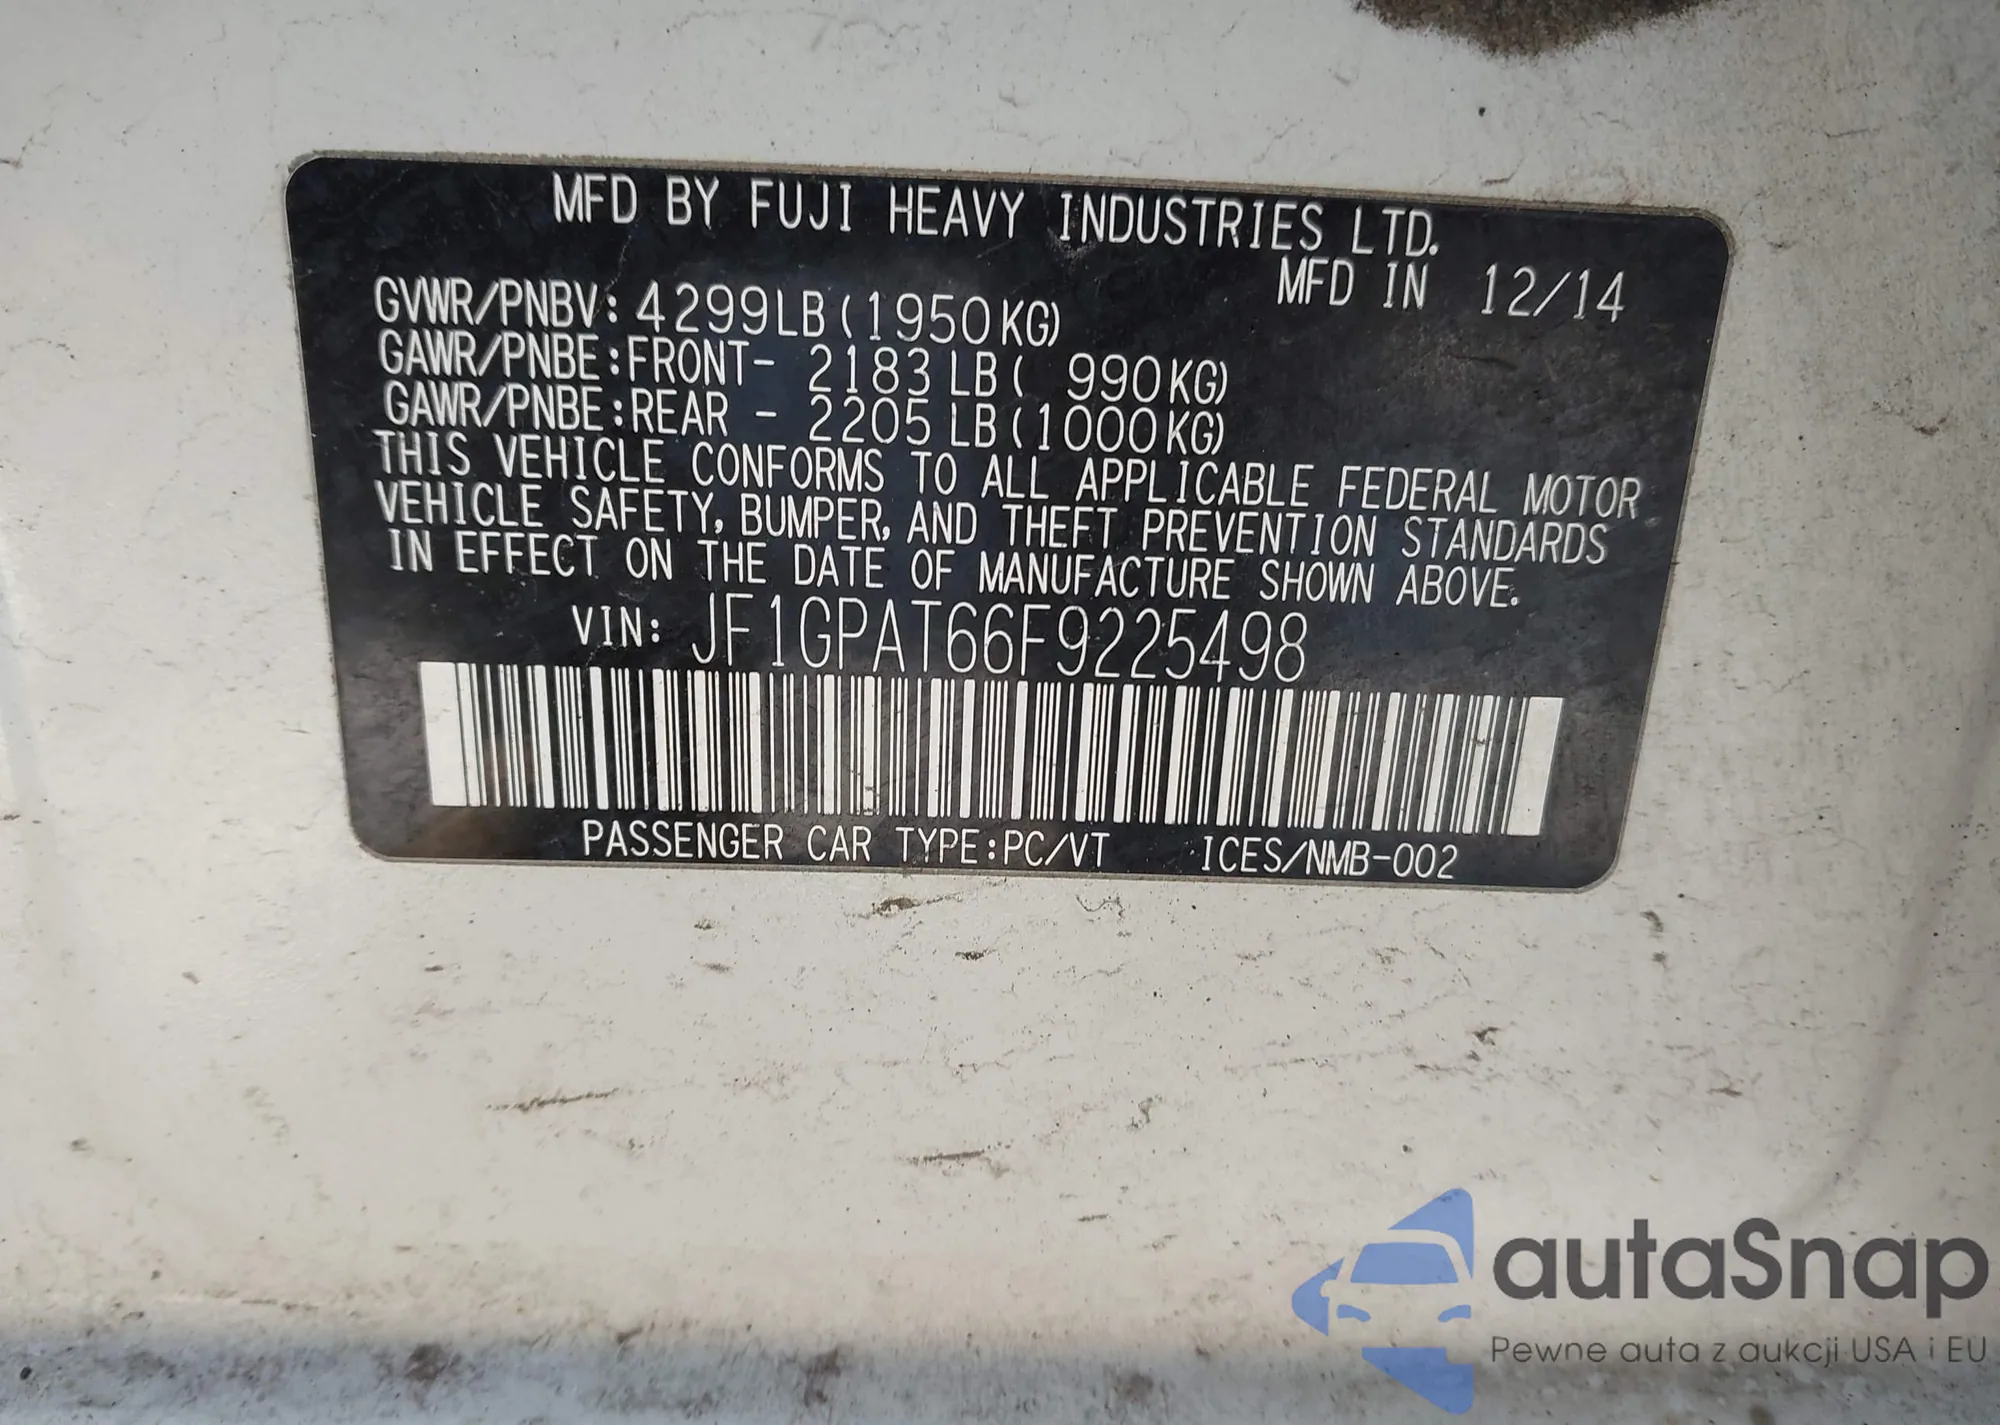 MFD BY FUJI HEAVY INDUSTRIES LTD.
MFD IN 12/14
GVWR/PNBV: 4299LB(1950KG)
GAWR/PNBE:FRONT- 2183LB( 990KG)
GAWR/PNBE:REAR - 2205LB(1000KG)
THIS VEHICLE CONFORMS TO ALL APPLICABLE FEDERAL MOTOR
VEHICLE SAFETY, BUMPER, AND THEFT PREVENTION STANDARDS
IN EFFECT ON THE DATE OF MANUFACTURE SHOWN ABOVE.
VIN: JF1GPAT66F9225498
PASSENGER CAR TYPE:PC/VT ICES/NMB-002
autaSnap
Pewne auta z aukcji USA i EU